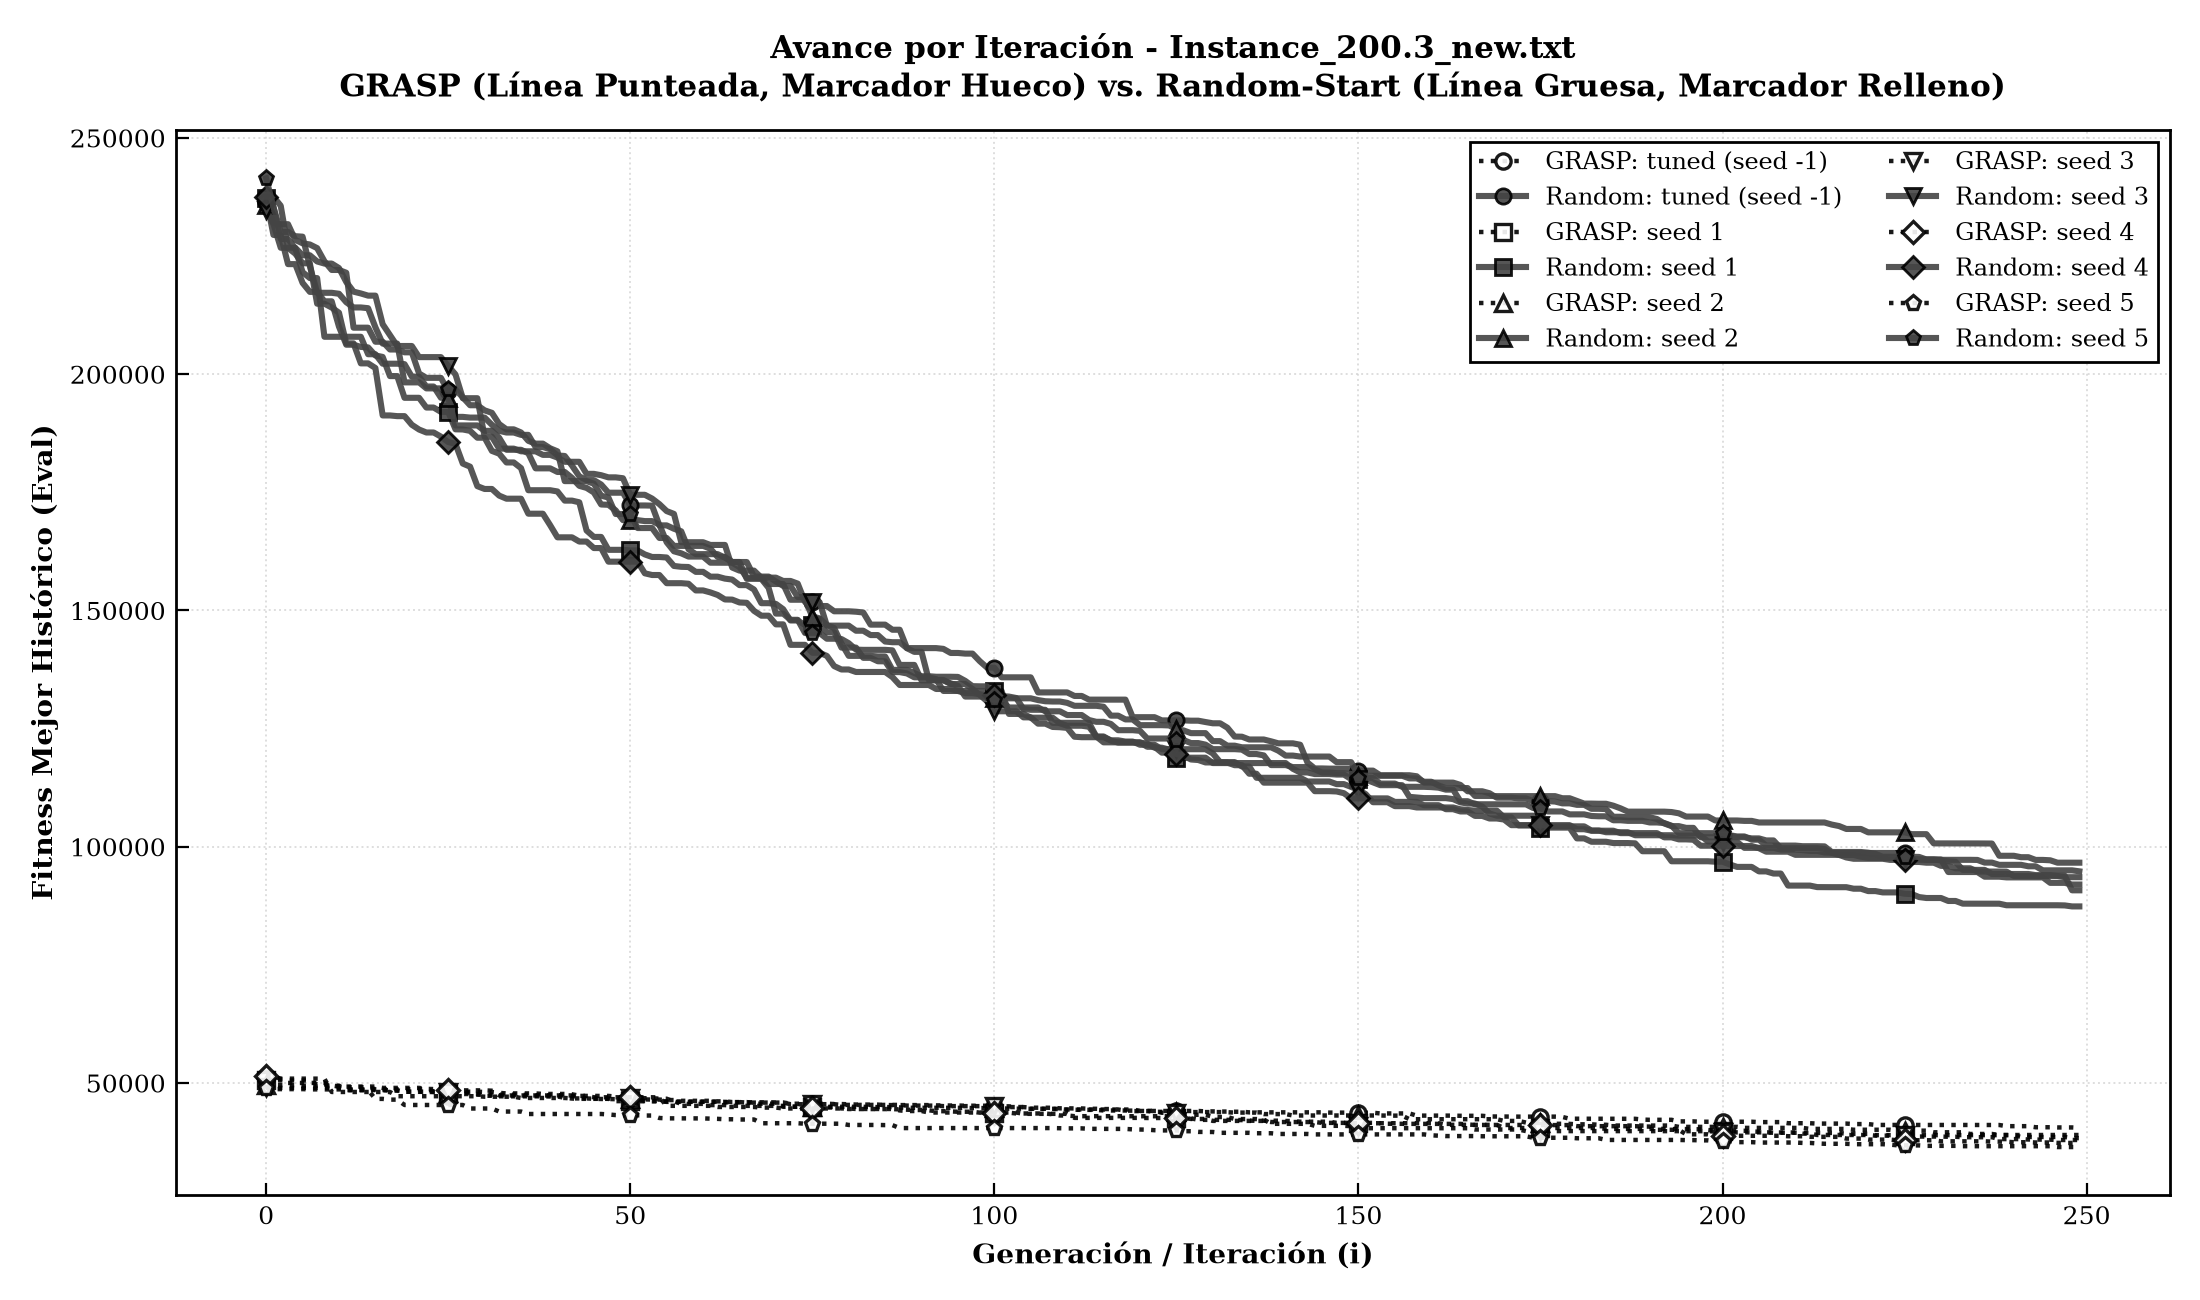 Avance por Iteración - Instance_200.3_new.txt
GRASP (Línea Punteada, Marcador Hueco) vs. Random-Start (Línea Gruesa, Marcador Relleno)
250000
200000
150000
100000
50000
Fitness Mejor Histórico (Eval)
GRASP: tuned (seed -1)
Random: tuned (seed -1)
GRASP: seed 1
Random: seed 1
GRASP: seed 2
Random: seed 2
GRASP: seed 3
Random: seed 3
GRASP: seed 4
Random: seed 4
GRASP: seed 5
Random: seed 5
0 50 100 150 200 250
Generación / Iteración (i)